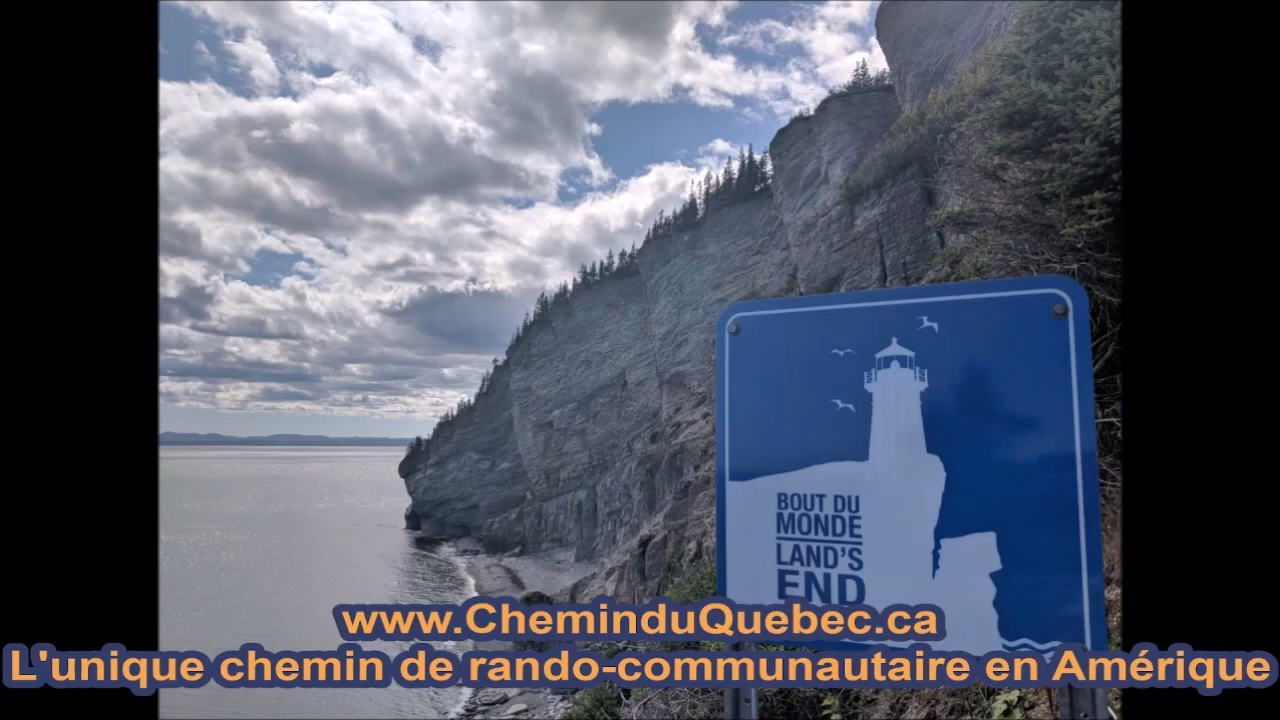 BOUT DU
MONDE
LAND'S
END
www.CheminduQuebec.ca
L'unique chemin de rando-communautaire en Amérique